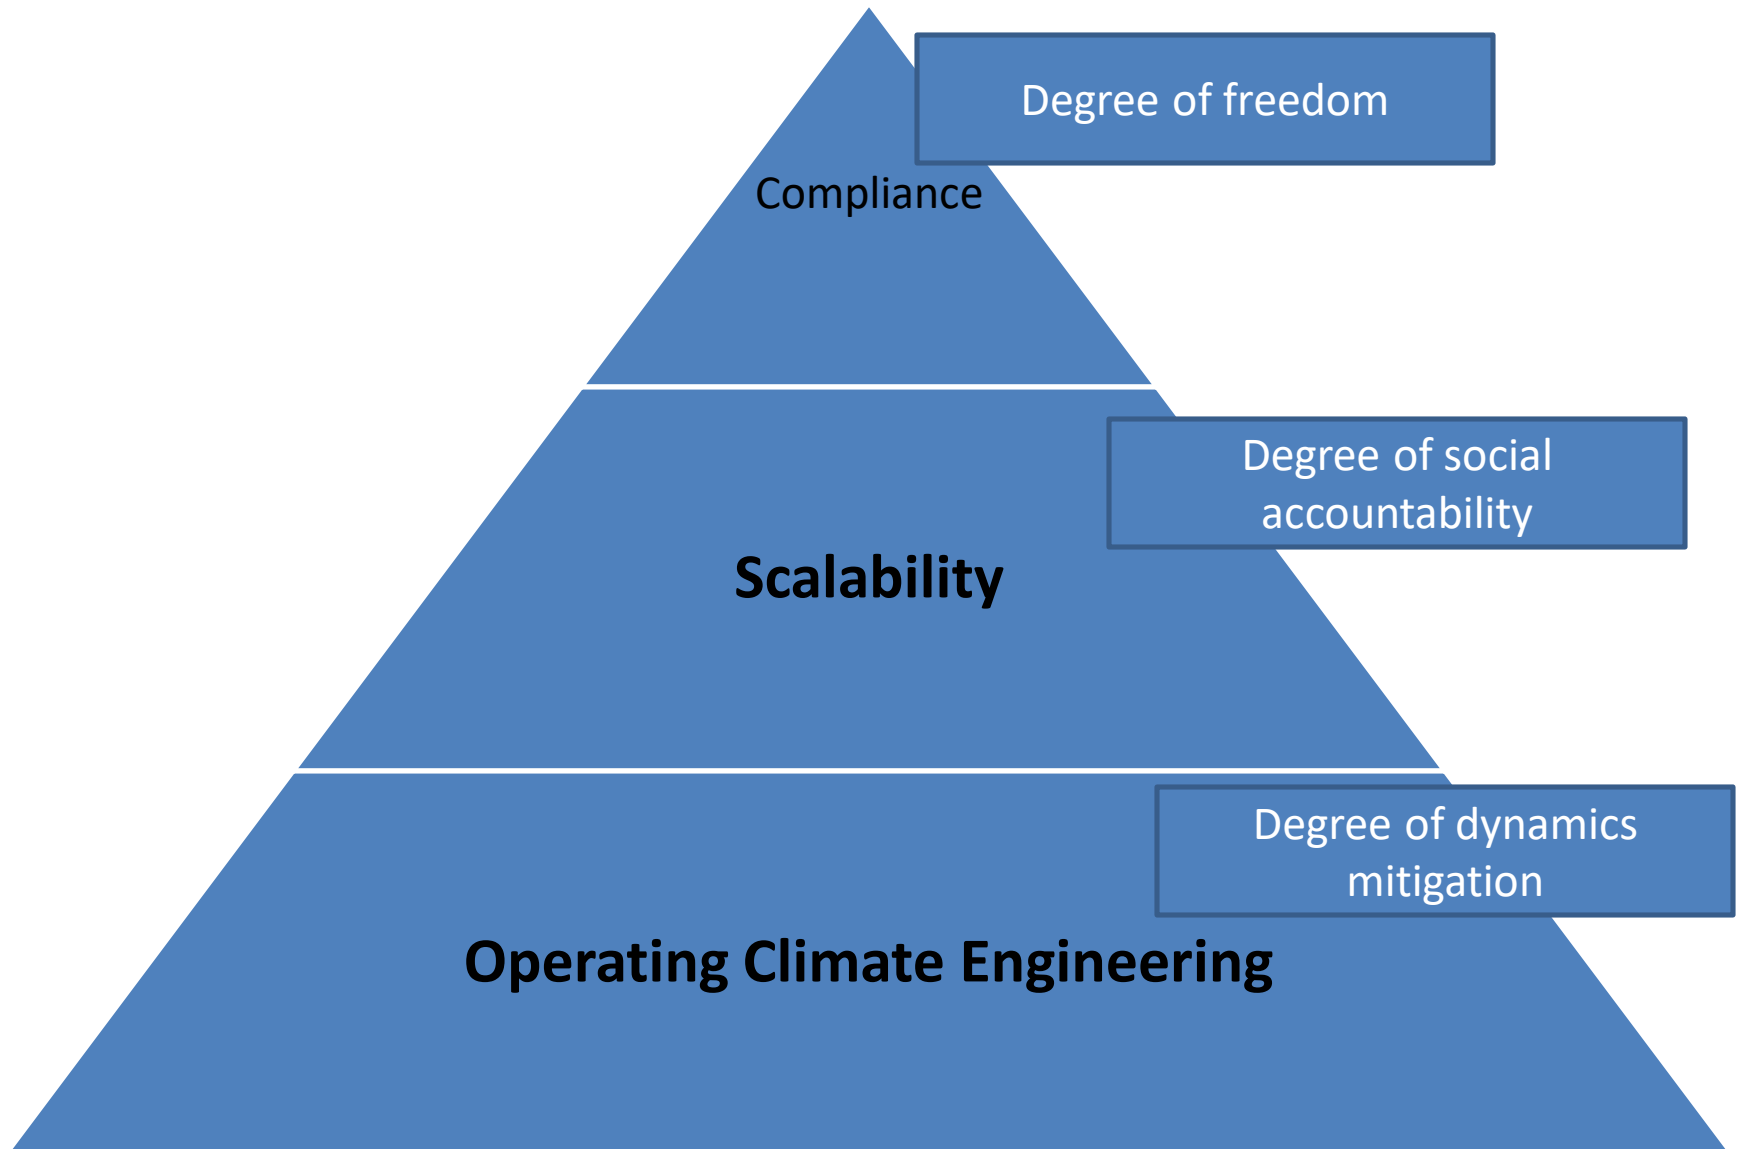 Degree of freedom
Compliance
Degree of social
accountability
Scalability
Degree of dynamics
mitigation
Operating Climate Engineering